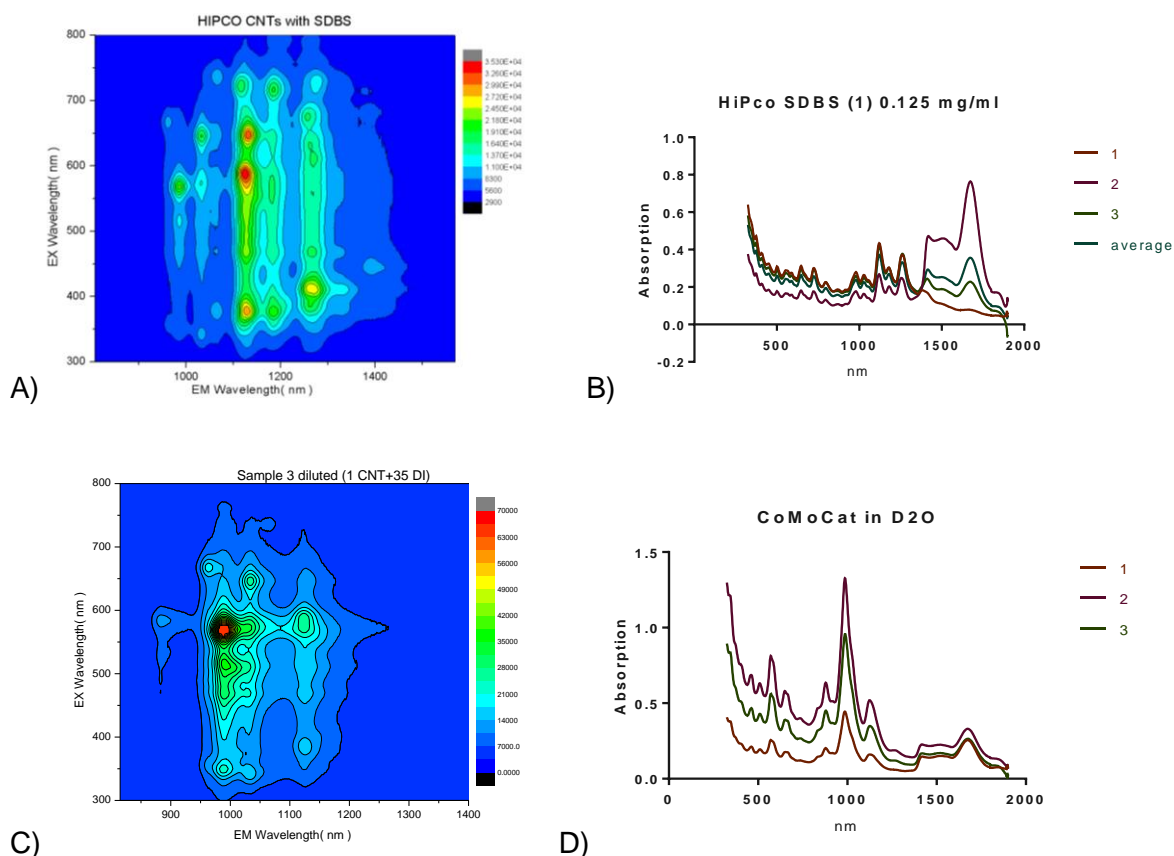 HIPCO CNTs with SDBS
800
700
600
500
400
300
EX Wavelength( nm )
1000
1200
1400
EM Wavelength( nm )
3.530E+04
3.260E+04
2.990E+04
2.720E+04
2.450E+04
2.180E+04
1.910E+04
1.640E+04
1.370E+04
1.100E+04
8300
5600
2900
A)
HiPco SDBS (1) 0.125 mg/ml
1.0
0.8
0.6
0.4
0.2
0.0
-0.2
Absorption
500
1000
1500
2000
nm
1
2
3
average
B)
Sample 3 diluted (1 CNT+35 DI)
800
700
600
500
400
300
EX Wavelength( nm )
900
1000
1100
1200
1300
1400
EM Wavelength( nm )
70000
63000
56000
49000
42000
35000
28000
21000
14000
7000.0
0.0000
C)
CoMoCat in D2O
1.5
1.0
0.5
0.0
Absorption
0
500
1000
1500
2000
nm
1
2
3
D)